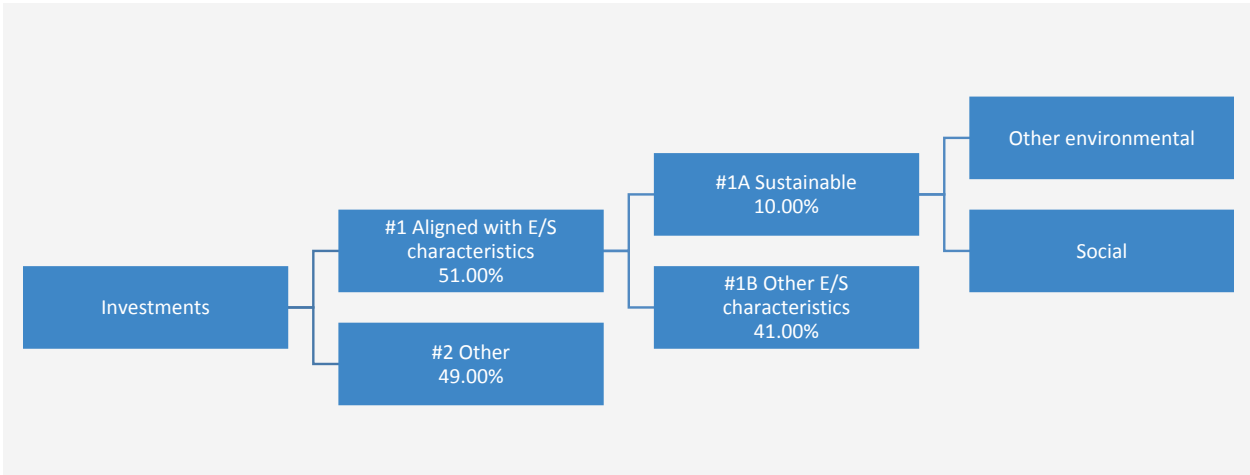 Investments
#1 Aligned with E/S
characteristics
51.00%
#2 Other
49.00%
#1A Sustainable
10.00%
#1B Other E/S
characteristics
41.00%
Other environmental
Social